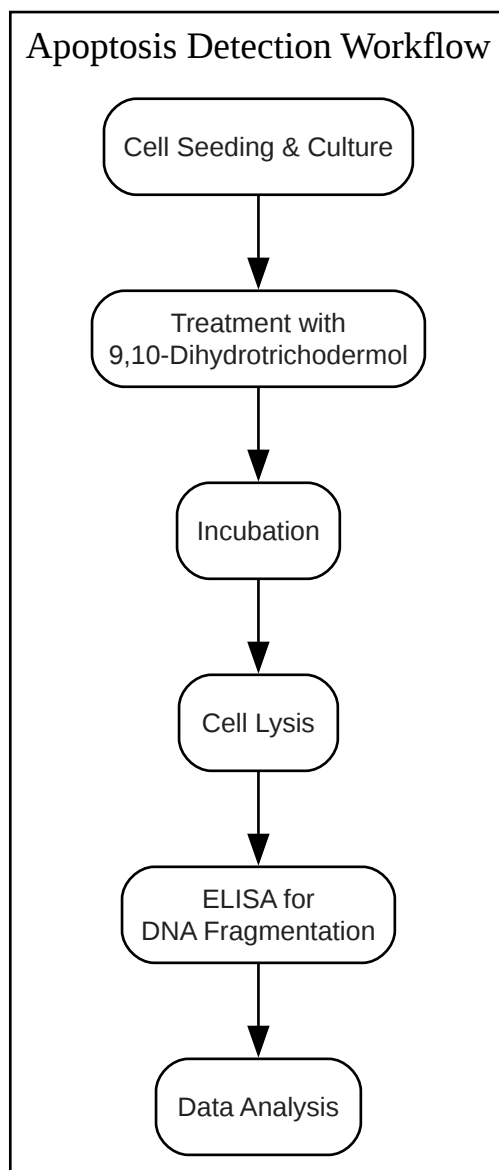 Apoptosis Detection Workflow
Cell Seeding & Culture
Treatment with
9,10-Dihydrotrichodermol
Incubation
Cell Lysis
ELISA for
DNA Fragmentation
Data Analysis